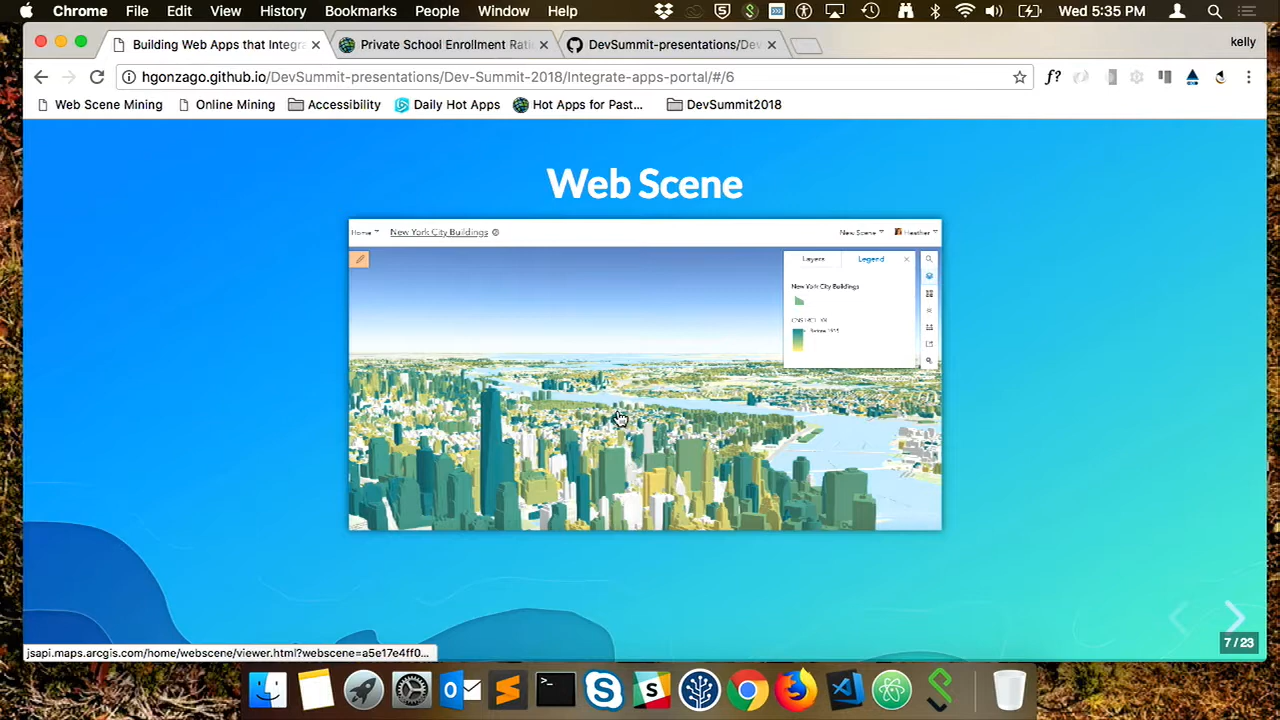 Chrome File Edit View History Bookmarks People Window Help
Wed 5:35 PM
Building Web Apps that Integra
Private School Enrollment Rati
DevSummit-presentations/Dev
kelly
hgonzago.github.io/DevSummit-presentations/Dev-Summit-2018/Integrate-apps-portal/#/6
f?
Web Scene Mining
Online Mining
Accessibility
Daily Hot Apps
Hot Apps for Past...
DevSummit2018
Web Scene
Home
New York City Buildings
New Scene
Heather
Layers
Legend
New York City Buildings
7 / 23
jsapi.maps.arcgis.com/home/webscene/viewer.html?webscene=a5e17e4ff0...